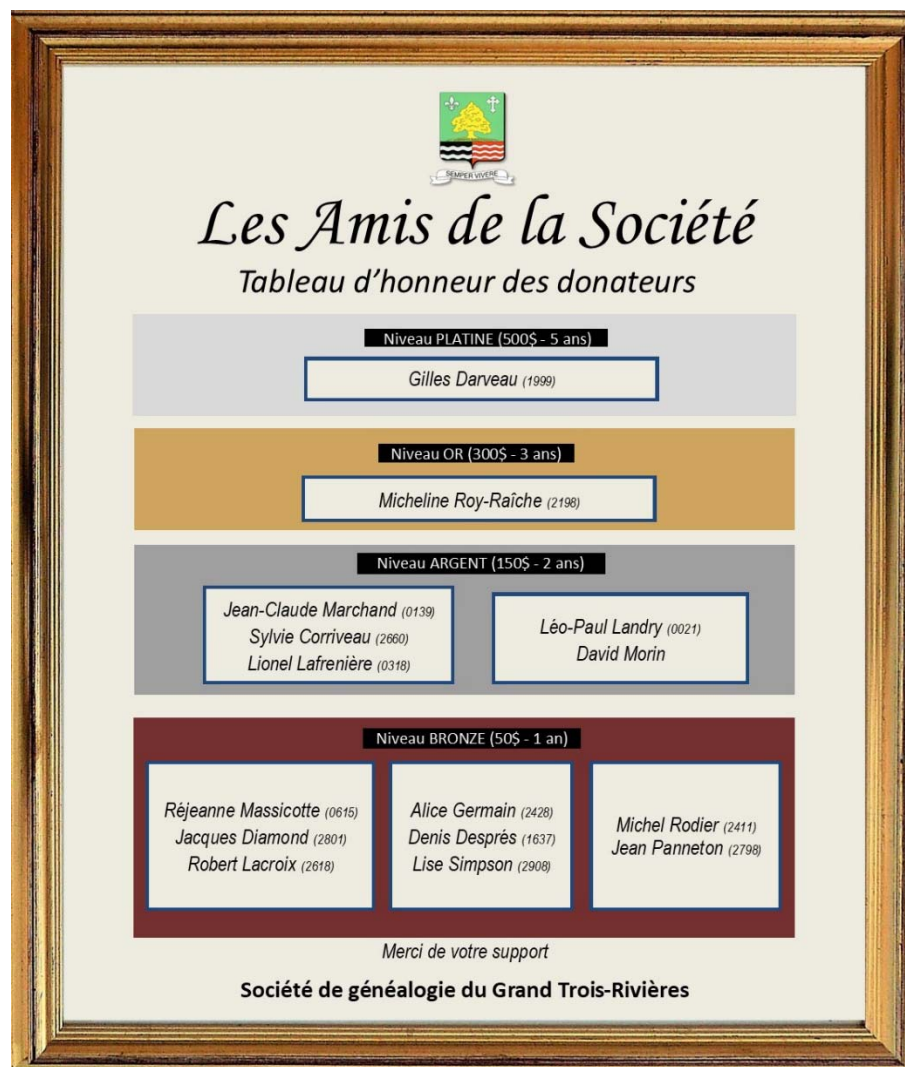 SEMPER VIVERE
Les Amis de la Société
Tableau d'honneur des donateurs
Niveau PLATINE (500$ - 5 ans)
Gilles Darveau (1999)
Niveau OR (300$ - 3 ans)
Micheline Roy-Raîche (2198)
Niveau ARGENT (150$ - 2 ans)
Jean-Claude Marchand (0139)
Sylvie Corriveau (2660)
Lionel Lafrenière (0318)
Léo-Paul Landry (0021)
David Morin
Niveau BRONZE (50$ - 1 an)
Réjeanne Massicotte (0615)
Jacques Diamond (2801)
Robert Lacroix (2618)
Alice Germain (2428)
Denis Desprès (1637)
Lise Simpson (2908)
Michel Rodier (2411)
Jean Panneton (2798)
Merci de votre support
Société de généalogie du Grand Trois-Rivières